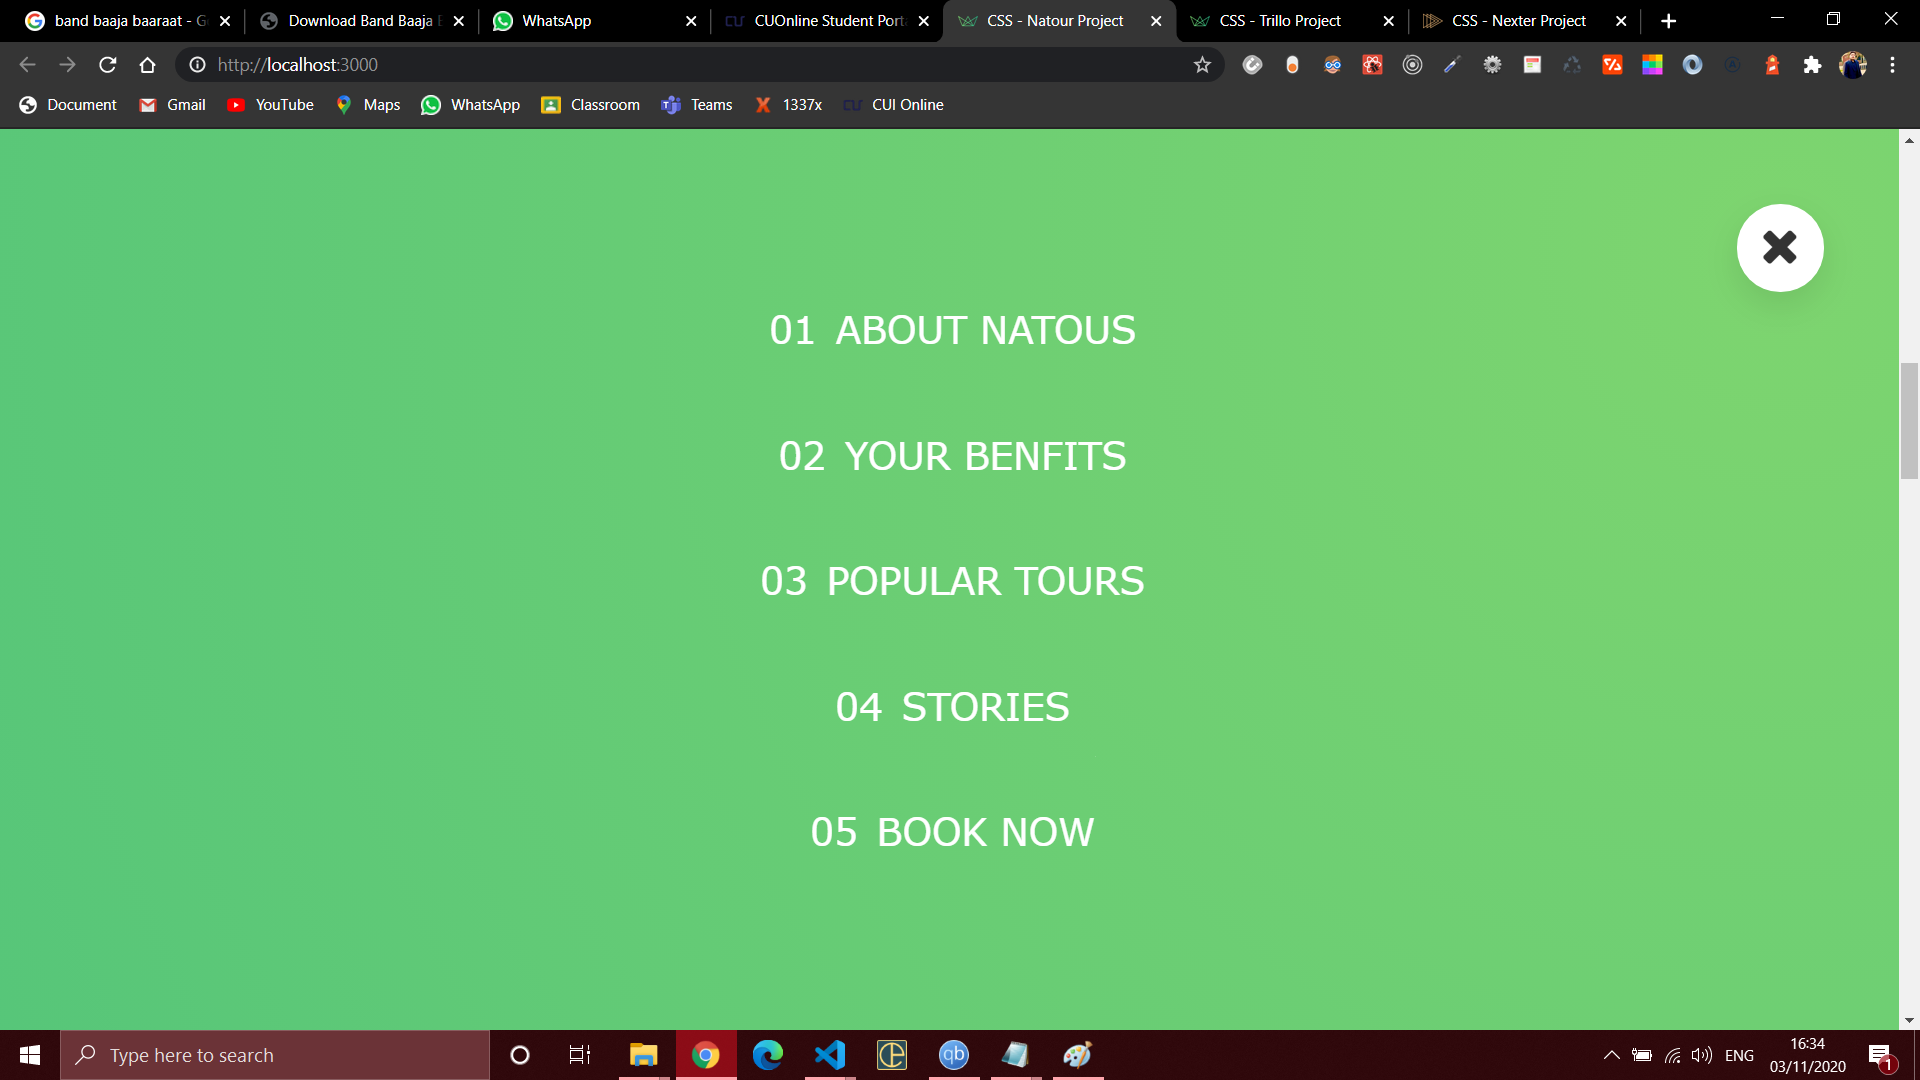 band baaja baaraat - G
Download Band Baaja
WhatsApp
CUOnline Student Port
CSS - Natour Project
CSS - Trillo Project
CSS - Nexter Project
http://localhost:3000
Document
Gmail
YouTube
Maps
WhatsApp
Classroom
Teams
1337x
CUI Online
01 ABOUT NATOUS
02 YOUR BENFITS
03 POPULAR TOURS
04 STORIES
05 BOOK NOW
Type here to search
qb
ENG
16:34
03/11/2020
1